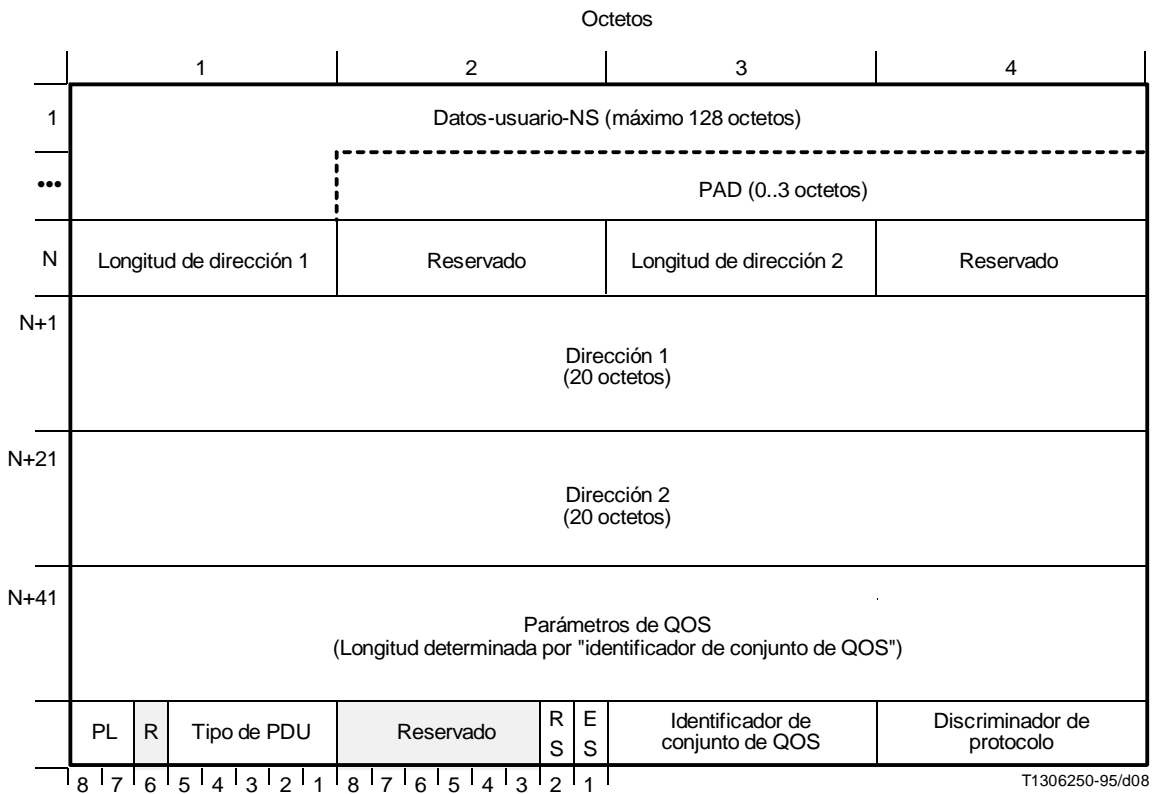 Octetos
1 2 3 4
1
Datos-usuario-NS (máximo 128 octetos)
•••
PAD (0..3 octetos)
N
Longitud de dirección 1
Reservado
Longitud de dirección 2
Reservado
N+1
Dirección 1
(20 octetos)
N+21
Dirección 2
(20 octetos)
N+41
Parámetros de QOS
(Longitud determinada por "identificador de conjunto de QOS")
PL
R
Tipo de PDU
Reservado
R
S
E
S
Identificador de
conjunto de QOS
Discriminador de
protocolo
8 7 6 5 4 3 2 1 8 7 6 5 4 3 2 1
T1306250-95/d08